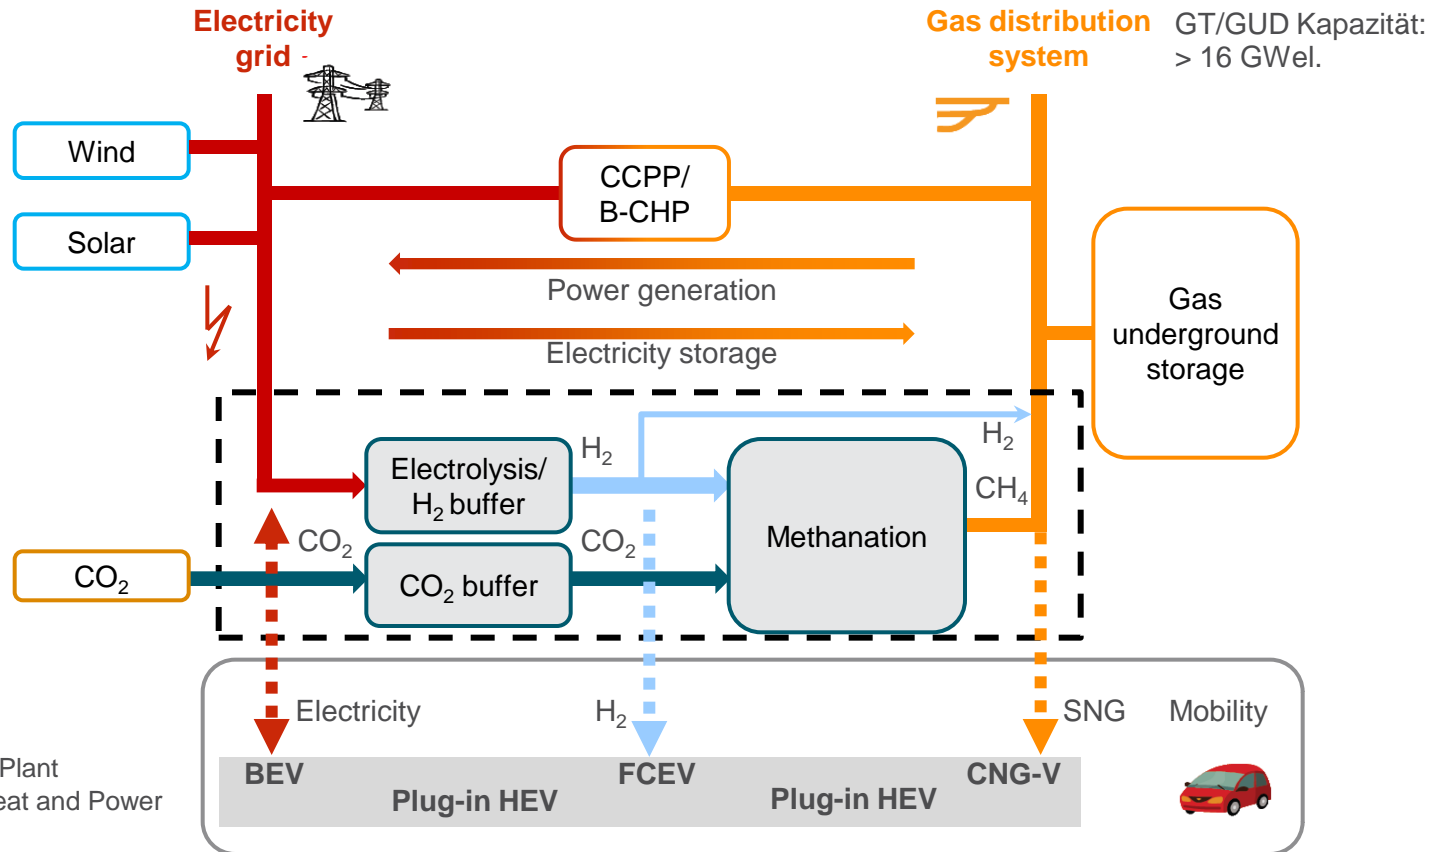 Electricity
grid
Gas distribution
system
GT/GUD Kapazität:
> 16 GWel.
Wind
CCPP/
B-CHP
Solar
Power generation
Gas
underground
storage
Electricity storage
H₂
H₂
Electrolysis/
H₂ buffer
CH₄
Methanation
CO₂
CO₂
CO₂
CO₂ buffer
Electricity
H₂
SNG
Mobility
Plant
eat and Power
BEV
FCEV
CNG-V
Plug-in HEV
Plug-in HEV